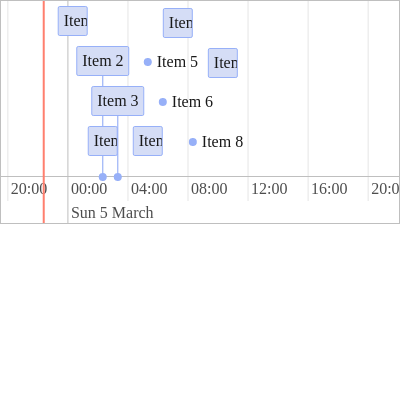 Item
Item
Item 2
Item 5
Item
Item 3
Item 6
Item
Item
Item 8
20:00
00:00
04:00
08:00
12:00
16:00
20:0
Sun 5 March